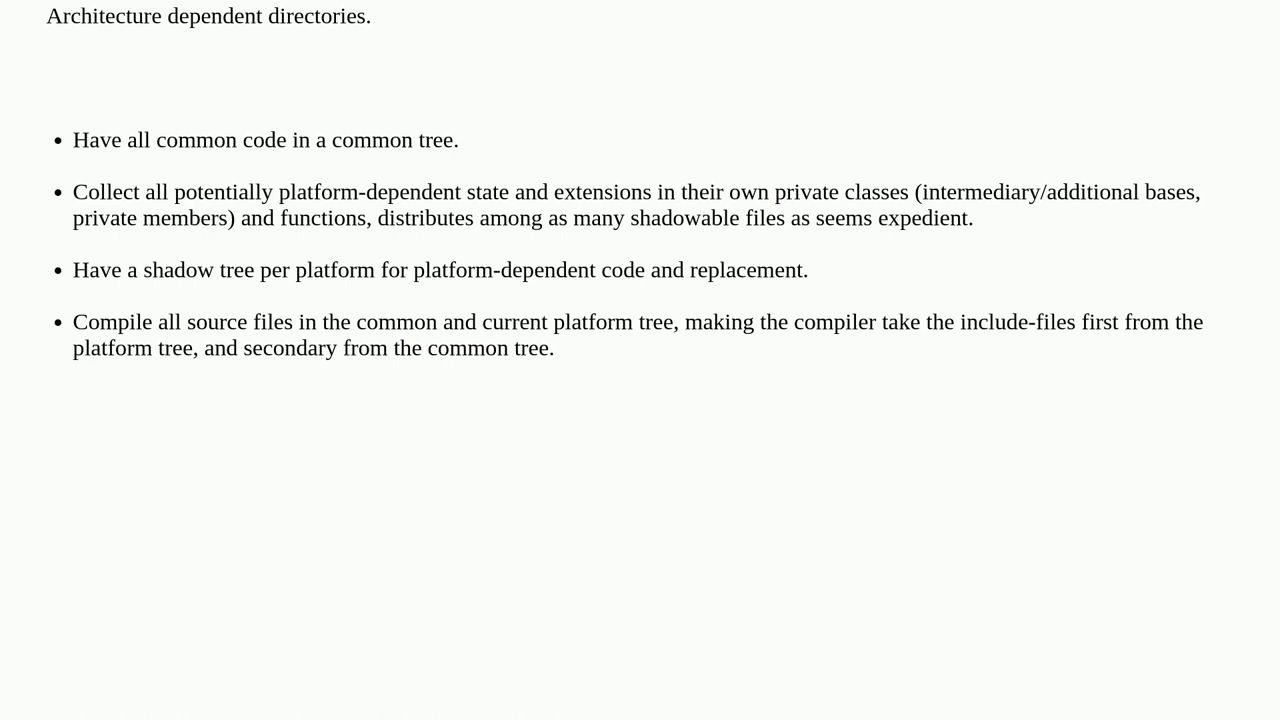 Architecture dependent directories.
• Have all common code in a common tree.
• Collect all potentially platform-dependent state and extensions in their own private classes (intermediary/additional bases,
private members) and functions, distributes among as many shadowable files as seems expedient.
• Have a shadow tree per platform for platform-dependent code and replacement.
• Compile all source files in the common and current platform tree, making the compiler take the include-files first from the
platform tree, and secondary from the common tree.